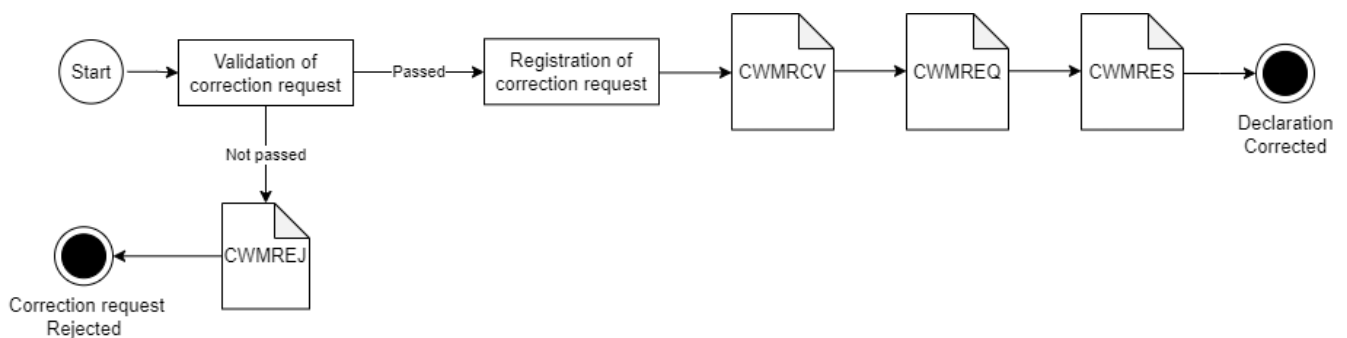 Start
Validation of
correction request
Passed
Registration of
correction request
CWMRCV
CWMREQ
CWMRES
Declaration
Corrected
Not passed
CWMREJ
Correction request
Rejected